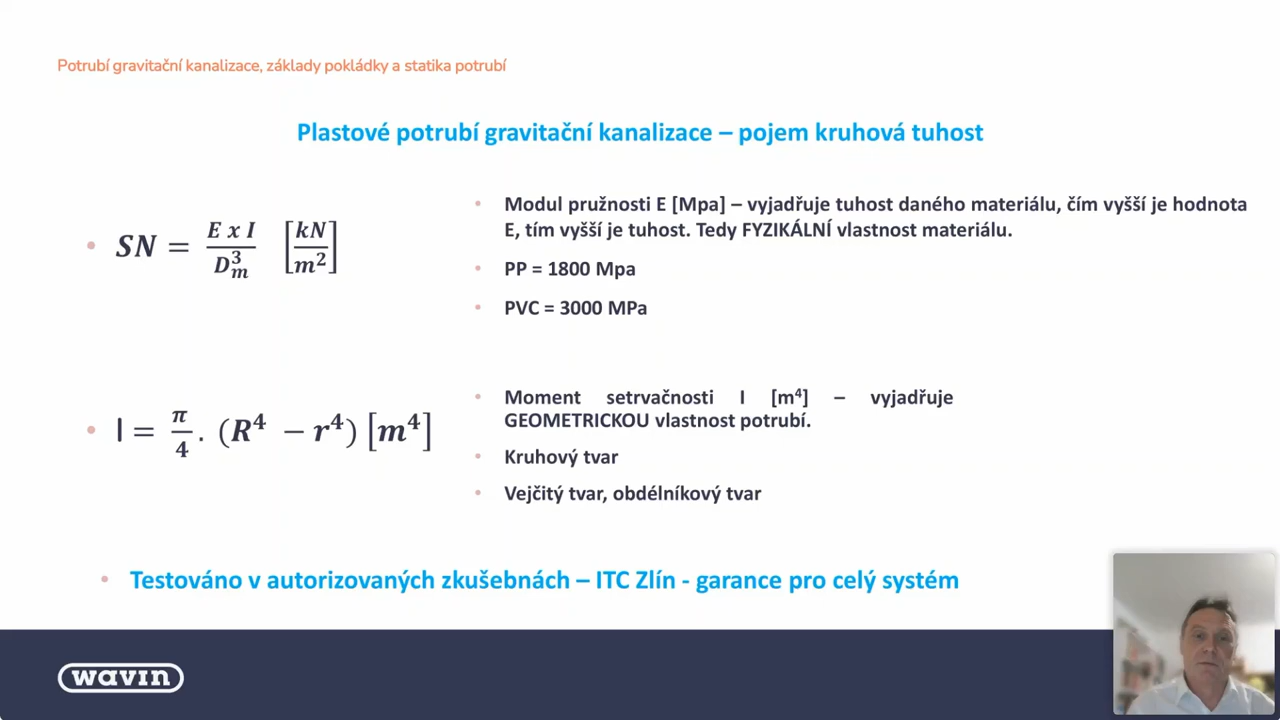 Potrubí gravitační kanalizace, základy pokládky a statika potrubí
Plastové potrubí gravitační kanalizace – pojem kruhová tuhost
• SN = E x I / D_m^3 [kN/m^2]
• Modul pružnosti E [Mpa] – vyjadřuje tuhost daného materiálu, čím vyšší je hodnota
E, tím vyšší je tuhost. Tedy FYZIKÁLNÍ vlastnost materiálu.
• PP = 1800 Mpa
• PVC = 3000 MPa
• I = π/4 . (R⁴ − r⁴) [m⁴]
• Moment setrvačnosti I [m⁴] – vyjadřuje
GEOMETRICKOU vlastnost potrubí.
• Kruhový tvar
• Vejčitý tvar, obdélníkový tvar
• Testováno v autorizovaných zkušebnách – ITC Zlín - garance pro celý systém
wavin